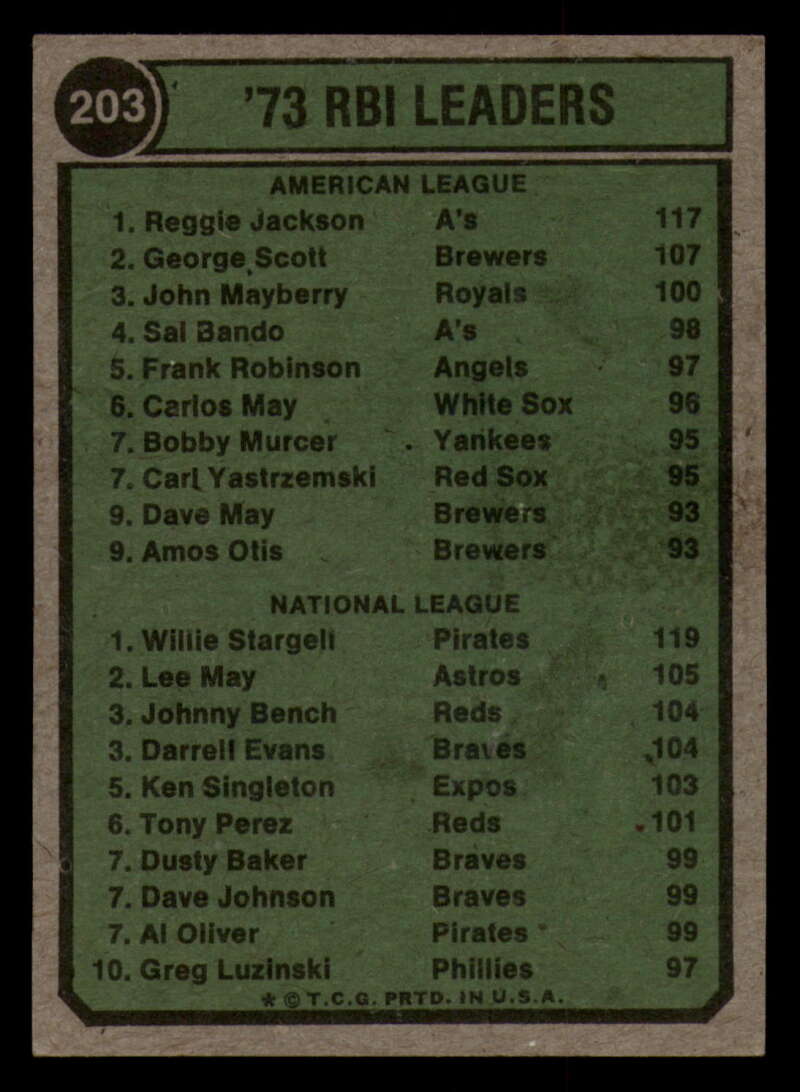 203
'73 RBI LEADERS
AMERICAN LEAGUE
1. Reggie Jackson A's 117
2. George Scott Brewers 107
3. John Mayberry Royals 100
4. Sal Bando A's 98
5. Frank Robinson Angels 97
6. Carlos May White Sox 96
7. Bobby Murcer Yankees 95
7. Carl Yastrzemski Red Sox 95
9. Dave May Brewers 93
9. Amos Otis Brewers 93
NATIONAL LEAGUE
1. Willie Stargell Pirates 119
2. Lee May Astros 105
3. Johnny Bench Reds 104
3. Darrell Evans Braves 104
5. Ken Singleton Expos 103
6. Tony Perez Reds 101
7. Dusty Baker Braves 99
7. Dave Johnson Braves 99
7. Al Oliver Pirates 99
10. Greg Luzinski Phillies 97
* © T.C.G. PRTD. IN U.S.A.